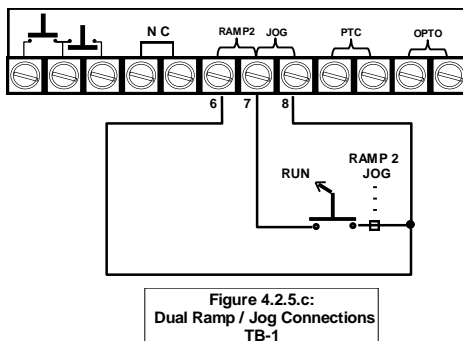 N C RAMP2 JOG PTC OPTO
6 7 8
RAMP 2
RUN JOG
Figure 4.2.5.c:
Dual Ramp / Jog Connections
TB-1